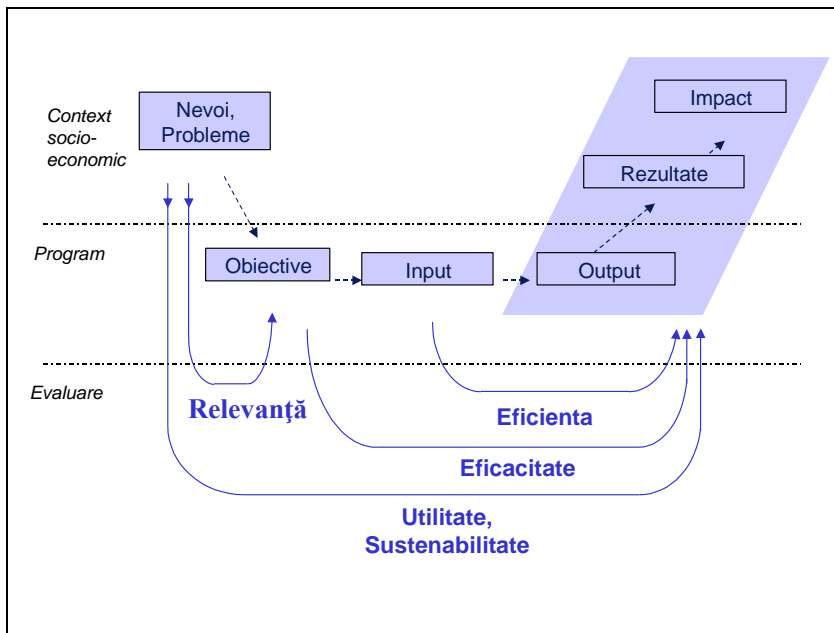 Context
socio-
economic
Nevoi,
Probleme
Impact
Rezultate
Program
Obiective
Input
Output
Evaluare
Relevanţă
Eficienta
Eficacitate
Utilitate,
Sustenabilitate